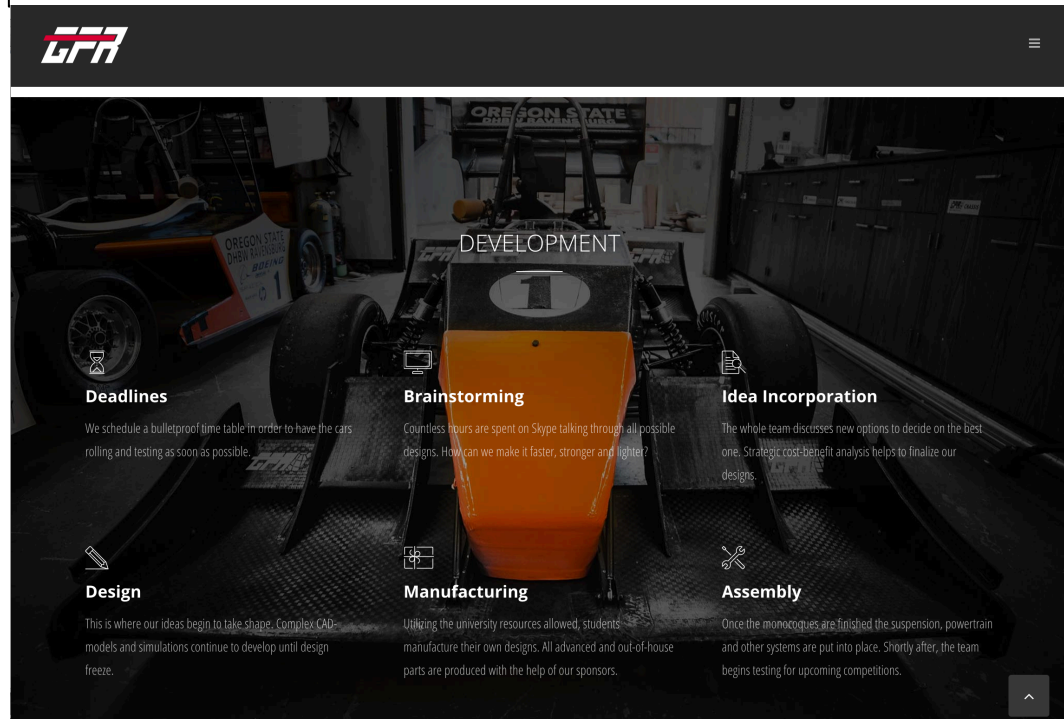 GFR
OREGON STATE
DHBW RAVENSBURG
OREGON STATE
DHBW RAVENSBURG
BOEING
hp
1
DEVELOPMENT
GFR
1
Deadlines
We schedule a bulletproof time table in order to have the cars
rolling and testing as soon as possible.
Brainstorming
Countless hours are spent on Skype talking through all possible
designs. How can we make it faster, stronger and lighter?
Idea Incorporation
The whole team discusses new options to decide on the best
one. Strategic cost-benefit analysis helps to finalize our
designs.
GFR
Design
This is where our ideas begin to take shape. Complex CAD-
models and simulations continue to develop until design
freeze.
Manufacturing
Utilizing the university resources allowed, students
manufacture their own designs. All advanced and out-of-house
parts are produced with the help of our sponsors.
Assembly
Once the monocoques are finished the suspension, powertrain
and other systems are put into place. Shortly after, the team
begins testing for upcoming competitions.